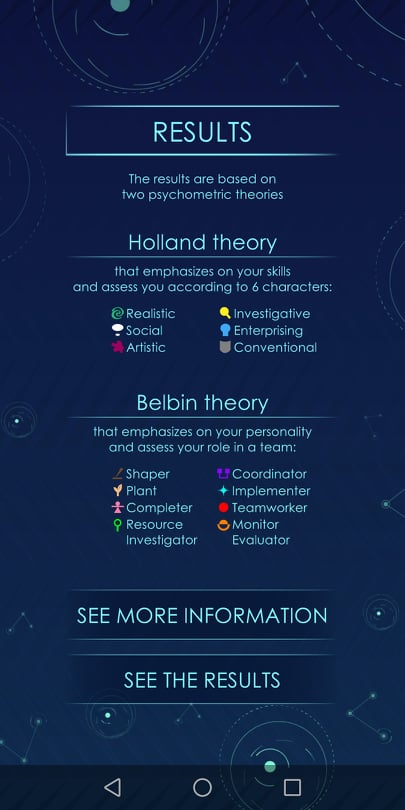 RESULTS
The results are based on
two psychometric theories
Holland theory
that emphasizes on your skills
and assess you according to 6 characters:
Realistic
Investigative
Social
Enterprising
Artistic
Conventional
Belbin theory
that emphasizes on your personality
and assess your role in a team:
Shaper
Coordinator
Plant
Implementer
Completer
Teamworker
Resource
Investigator
Monitor
Evaluator
SEE MORE INFORMATION
SEE THE RESULTS